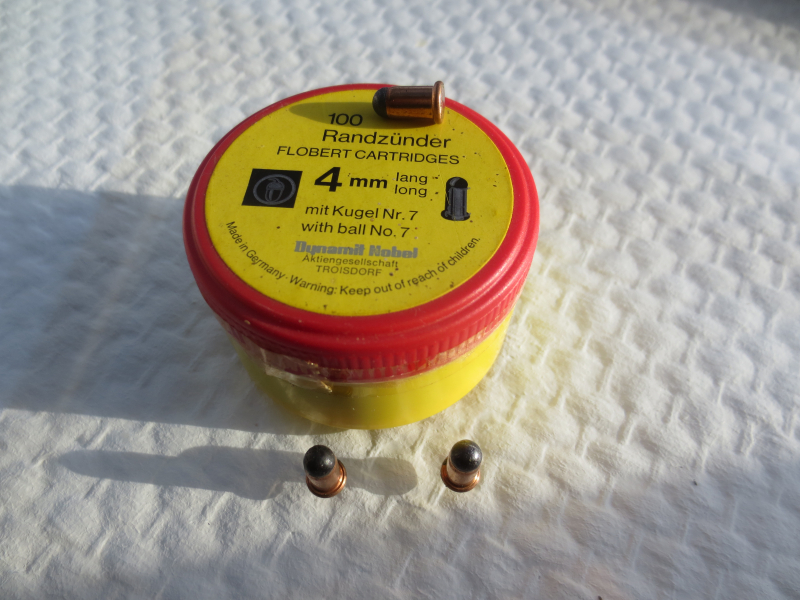 100
Randzünder
FLOBERT CARTRIDGES
4 mm lang
long
mit Kugel Nr. 7
with ball No. 7
Dynamit Nobel
Aktiengesellschaft
TROISDORF
Made in Germany · Warning: Keep out of reach of children.